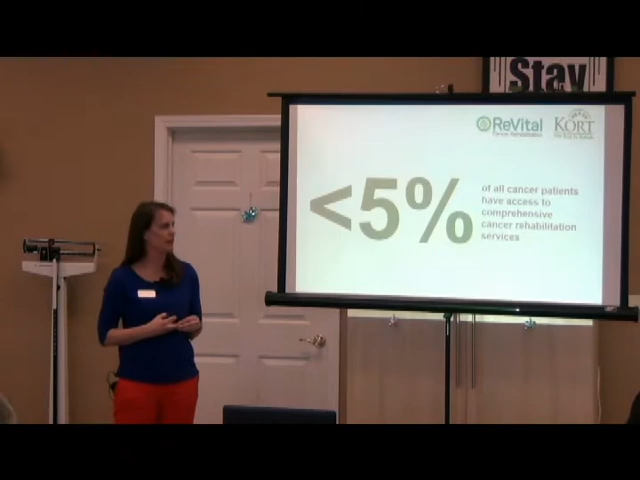 Stay
ReVital
Cancer Rehabilitation
KORT
<5%
of all cancer patients
have access to
comprehensive
cancer rehabilitation
services